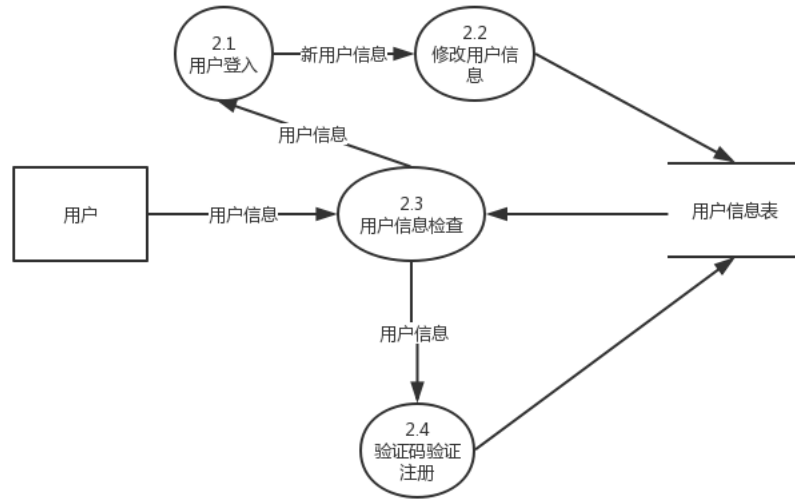 2.1
用户登入
新用户信息
2.2
修改用户信
息
用户信息
用户
用户信息
2.3
用户信息检查
用户信息表
用户信息
2.4
验证码验证
注册